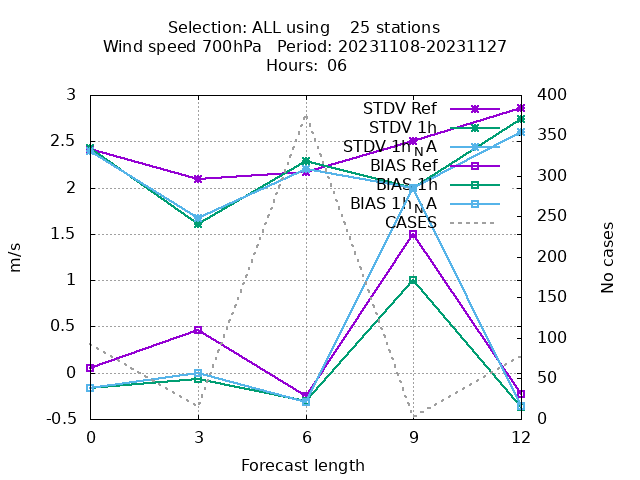 Selection: ALL using    25 stations
Wind speed 700hPa   Period: 20231108-20231127
Hours: 06
STDV Ref
STDV 1h
STDV 1h_NA
BIAS Ref
BIAS 1h
BIAS 1h_NA
CASES
3
2.5
2
1.5
1
0.5
0
-0.5
m/s
400
350
300
250
200
150
100
50
0
No cases
0 3 6 9 12
Forecast length